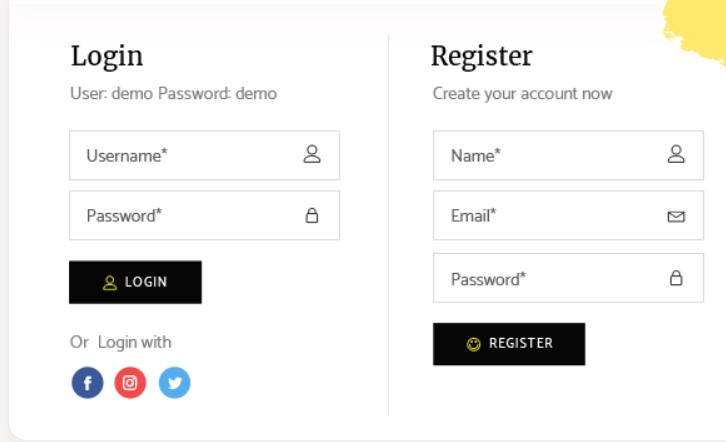 Login
User: demo Password: demo
Username*
Password*
LOGIN
Or Login with
Register
Create your account now
Name*
Email*
Password*
REGISTER